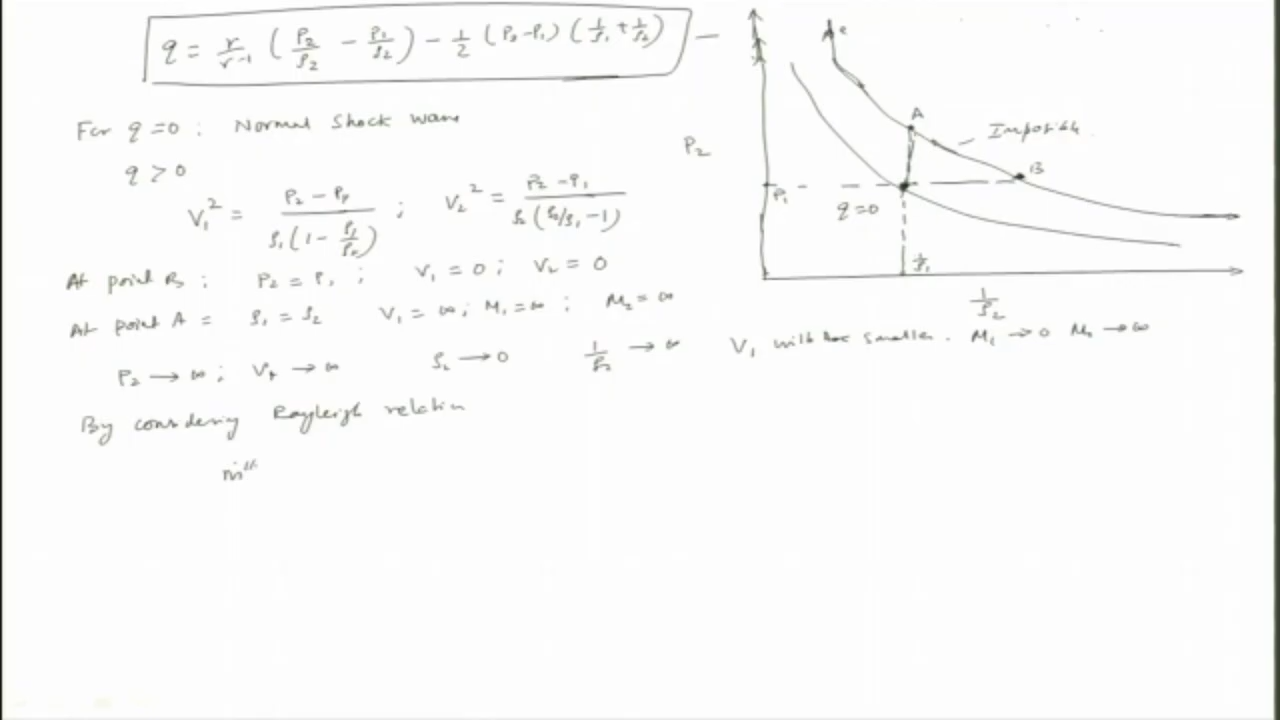 q = γ/(γ-1) (P₂/ρ₂ - P₁/ρ₂) - 1/2 (P₂-P₁) (1/ρ₁ + 1/ρ₂) —
For q = 0 : Normal Shock wave
q > 0
V₁² = (P₂ - P₁)/(ρ₁(1 - ρ₁/ρ₂)) ; V₂² = (P₂ - P₁)/(ρ₂(ρ₂/ρ₁ - 1))
At point B : P₂ = P₁ ; V₁ = 0 ; V₂ = 0
At point A = ρ₁ = ρ₂ V₁ = ∞ ; M₁ = ∞ ; M₂ = ∞
P₂ → ∞ ; V₁ → ∞ ρ₂ → 0 1/ρ₂ → ∞ V₁ will be smaller . M₁ → 0 M₂ → ∞
By considering Rayleigh relation
ṁ''
P₂
A
Impossible
B
P₁
q=0
1/ρ₁
1/ρ₂